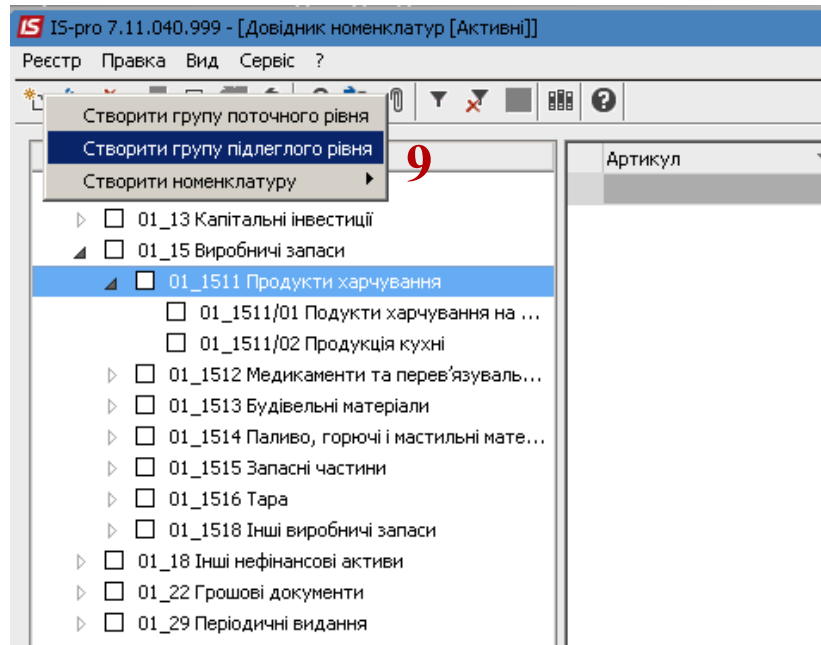 IS IS-pro 7.11.040.999 - [Довідник номенклатур [Активні]]
Реєстр Правка Вид Сервіс ?
Створити групу поточного рівня
Створити групу підлеглого рівня
9
Створити номенклатуру
Артикул
01_13 Капітальні інвестиції
01_15 Виробничі запаси
01_1511 Продукти харчування
01_1511/01 Подукти харчування на ...
01_1511/02 Продукція кухні
01_1512 Медикаменти та перев'язуваль...
01_1513 Будівельні матеріали
01_1514 Паливо, горючі і мастильні мате...
01_1515 Запасні частини
01_1516 Тара
01_1518 Інші виробничі запаси
01_18 Інші нефінансові активи
01_22 Грошові документи
01_29 Періодичні видання